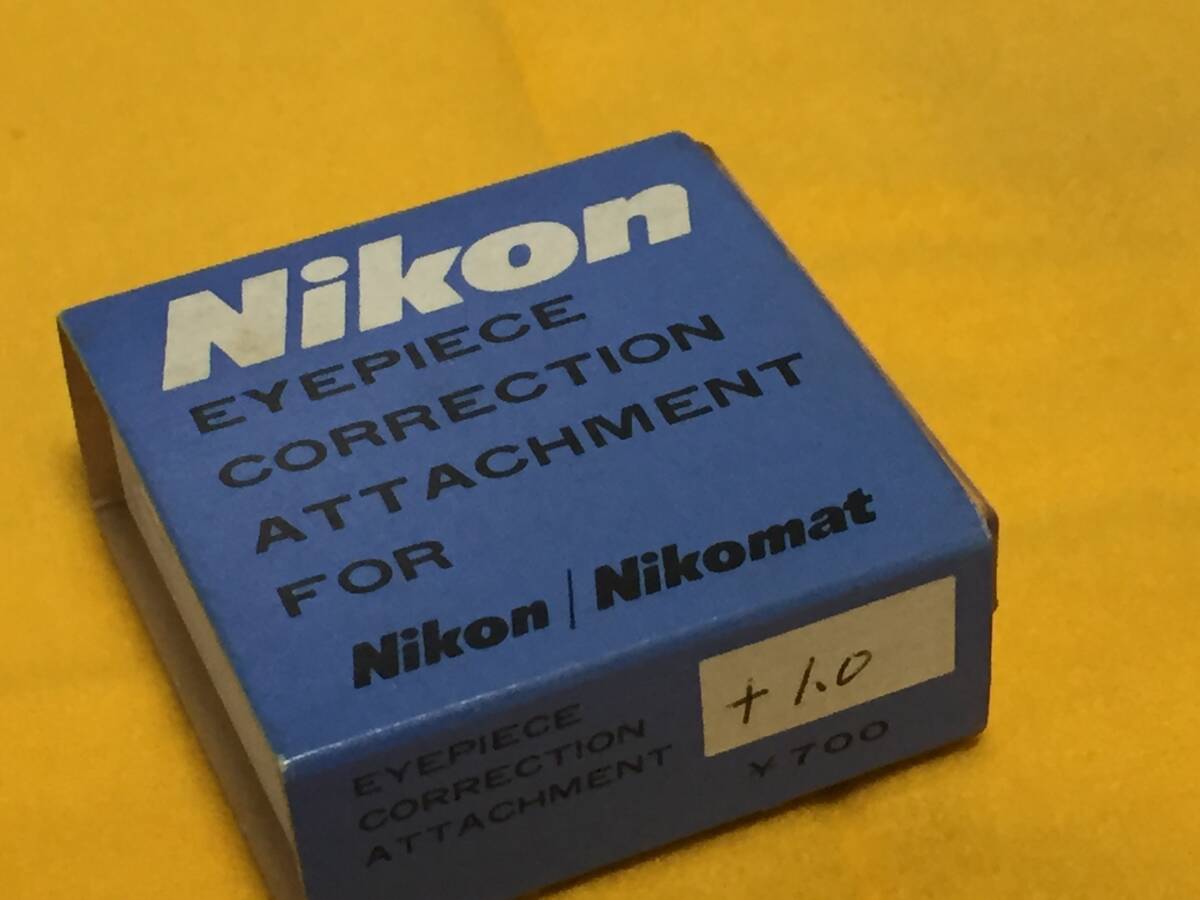 Nikon
EYEPIECE
CORRECTION
ATTACHMENT
FOR
Nikon | Nikomat
EYEPIECE
CORRECTION
ATTACHMENT
+1.0
¥700